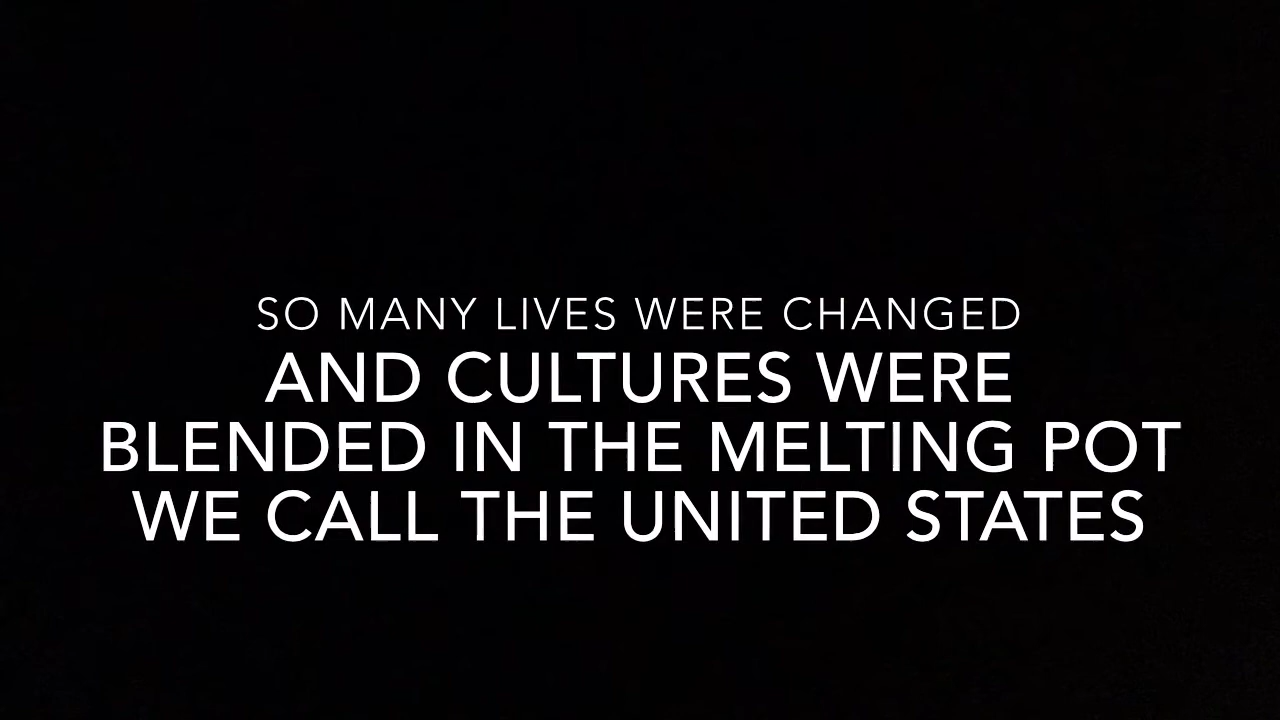 SO MANY LIVES WERE CHANGED
AND CULTURES WERE
BLENDED IN THE MELTING POT
WE CALL THE UNITED STATES